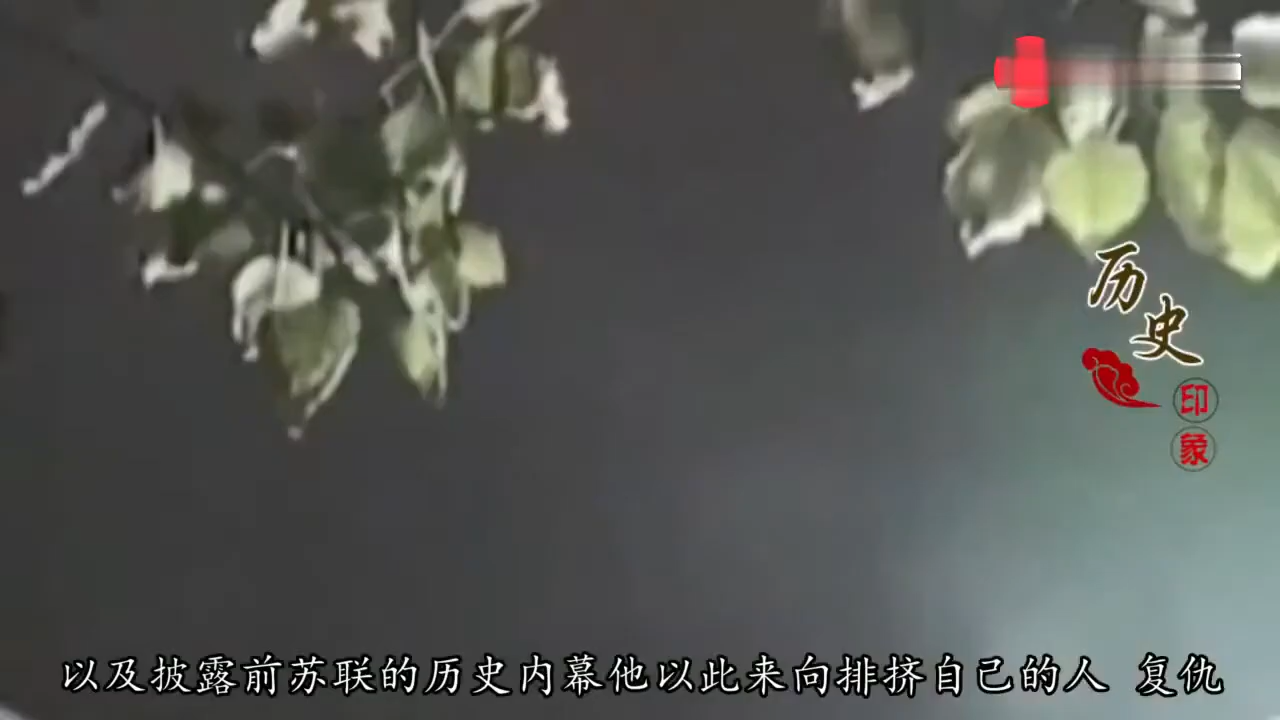 历史
印象
以及披露前苏联的历史内幕他以此来向排挤自己的人 复仇